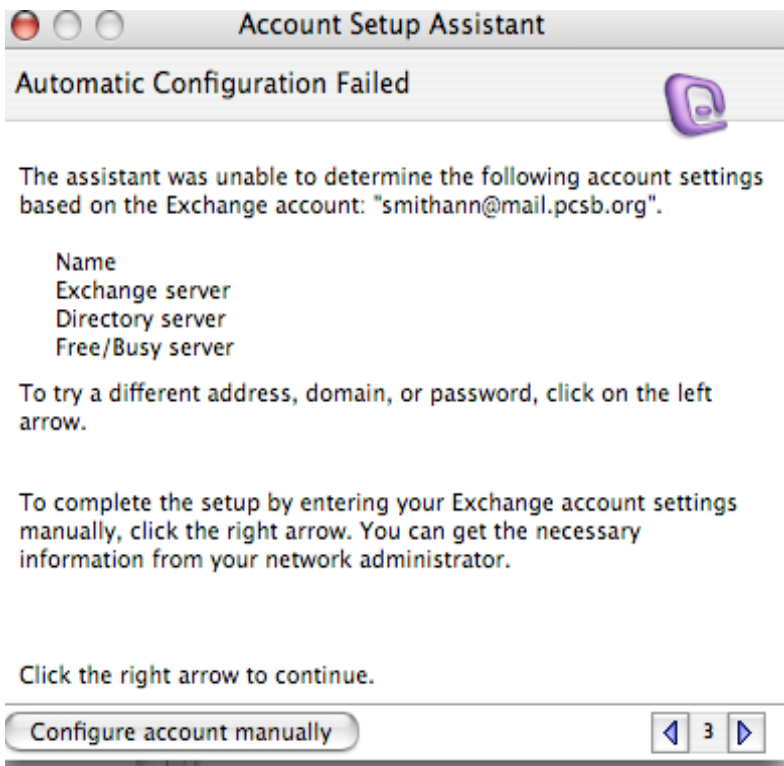 Account Setup Assistant
Automatic Configuration Failed
The assistant was unable to determine the following account settings
based on the Exchange account: "smithann@mail.pcsb.org".
Name
Exchange server
Directory server
Free/Busy server
To try a different address, domain, or password, click on the left
arrow.
To complete the setup by entering your Exchange account settings
manually, click the right arrow. You can get the necessary
information from your network administrator.
Click the right arrow to continue.
Configure account manually
3